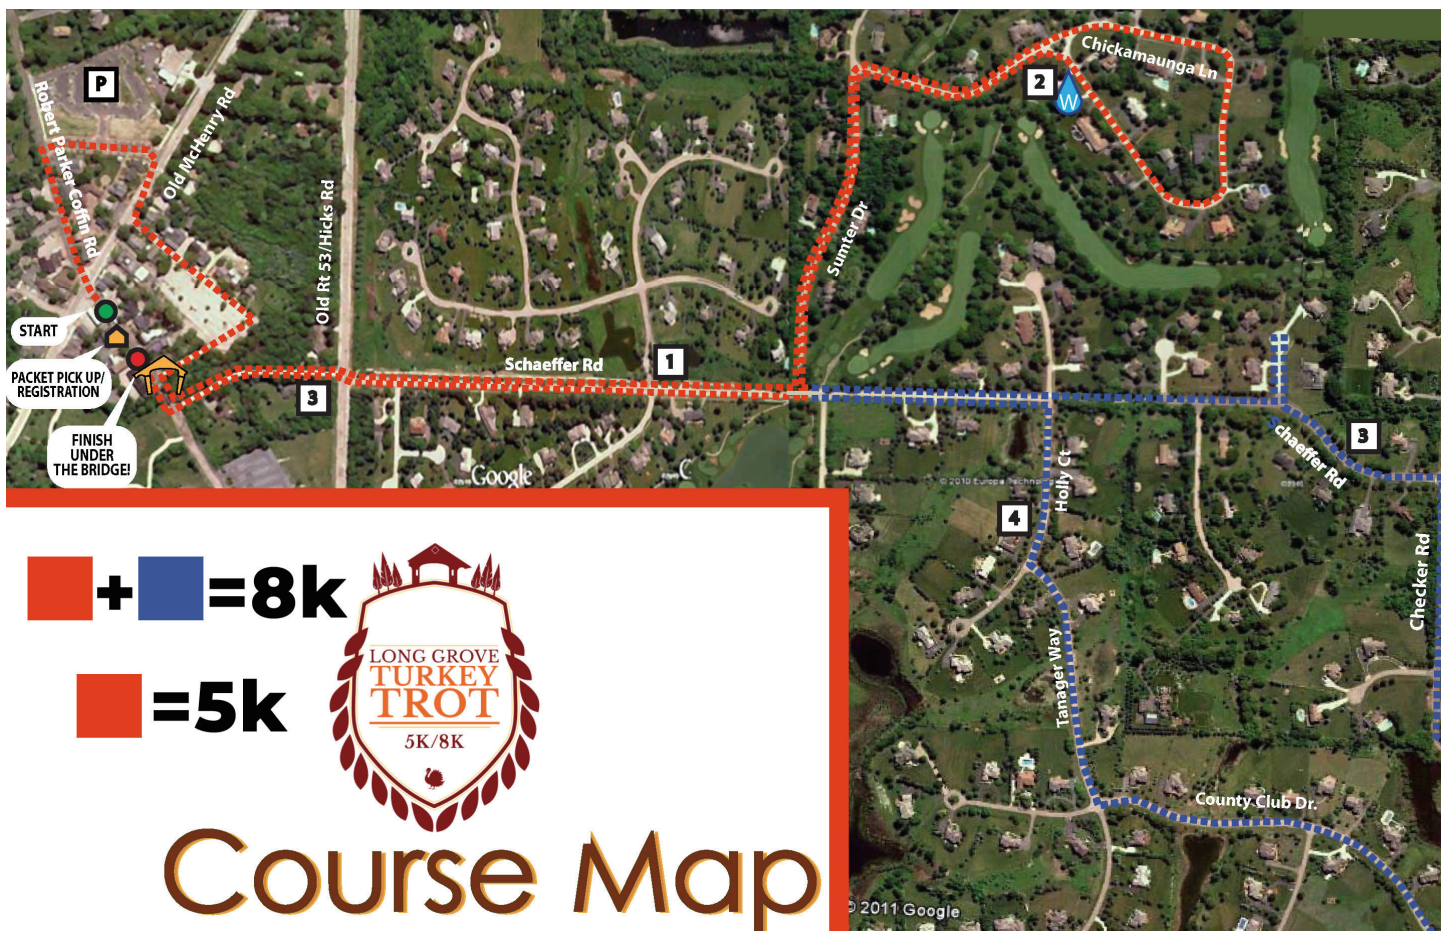 P
Robert Parker Coffin Rd
Old McHenry Rd
Old Rt 53/Hicks Rd
START
PACKET PICK UP/
REGISTRATION
FINISH
UNDER
THE BRIDGE!
3
Schaeffer Rd
1
Sumter Dr
2
W
Chickamaunga Ln
Holly Ct
4
Schaeffer Rd
3
Checker Rd
Tanager Way
County Club Dr.
Google
© 2011 Google
+ =8k
=5k
LONG GROVE
TURKEY
TROT
5K/8K
Course Map